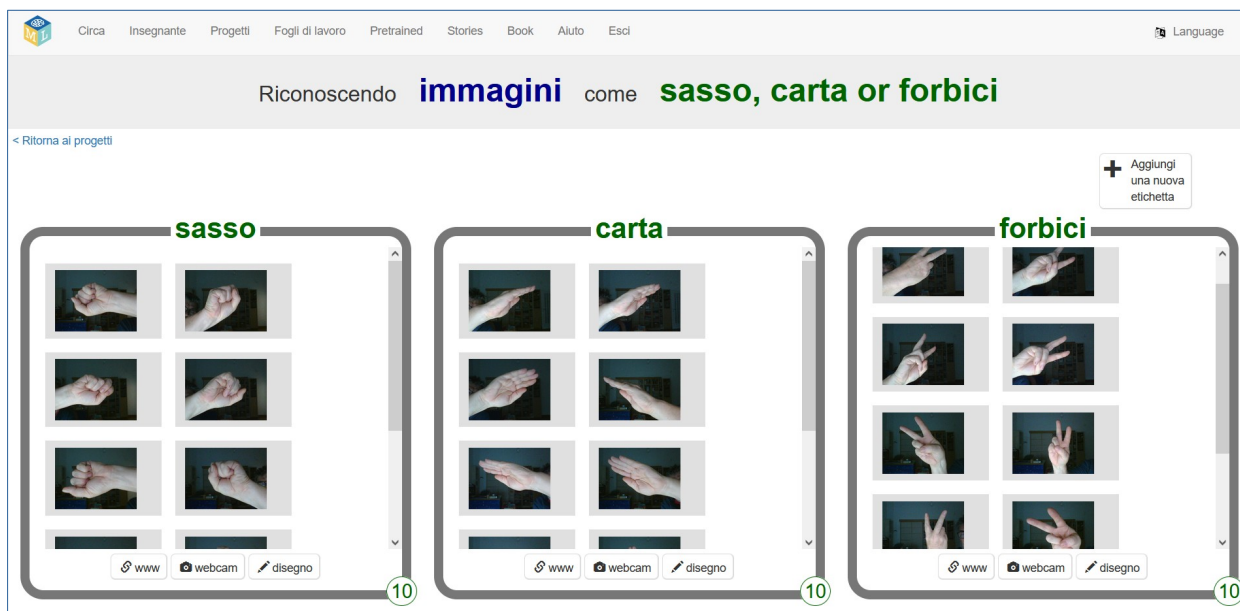 ML
Circa Insegnante Progetti Fogli di lavoro Pretrained Stories Book Aiuto Esci Language
Riconoscendo immagini come sasso, carta or forbici
< Ritorna ai progetti
Aggiungi
una nuova
etichetta
sasso
www webcam disegno
10
carta
www webcam disegno
10
forbici
www webcam disegno
10